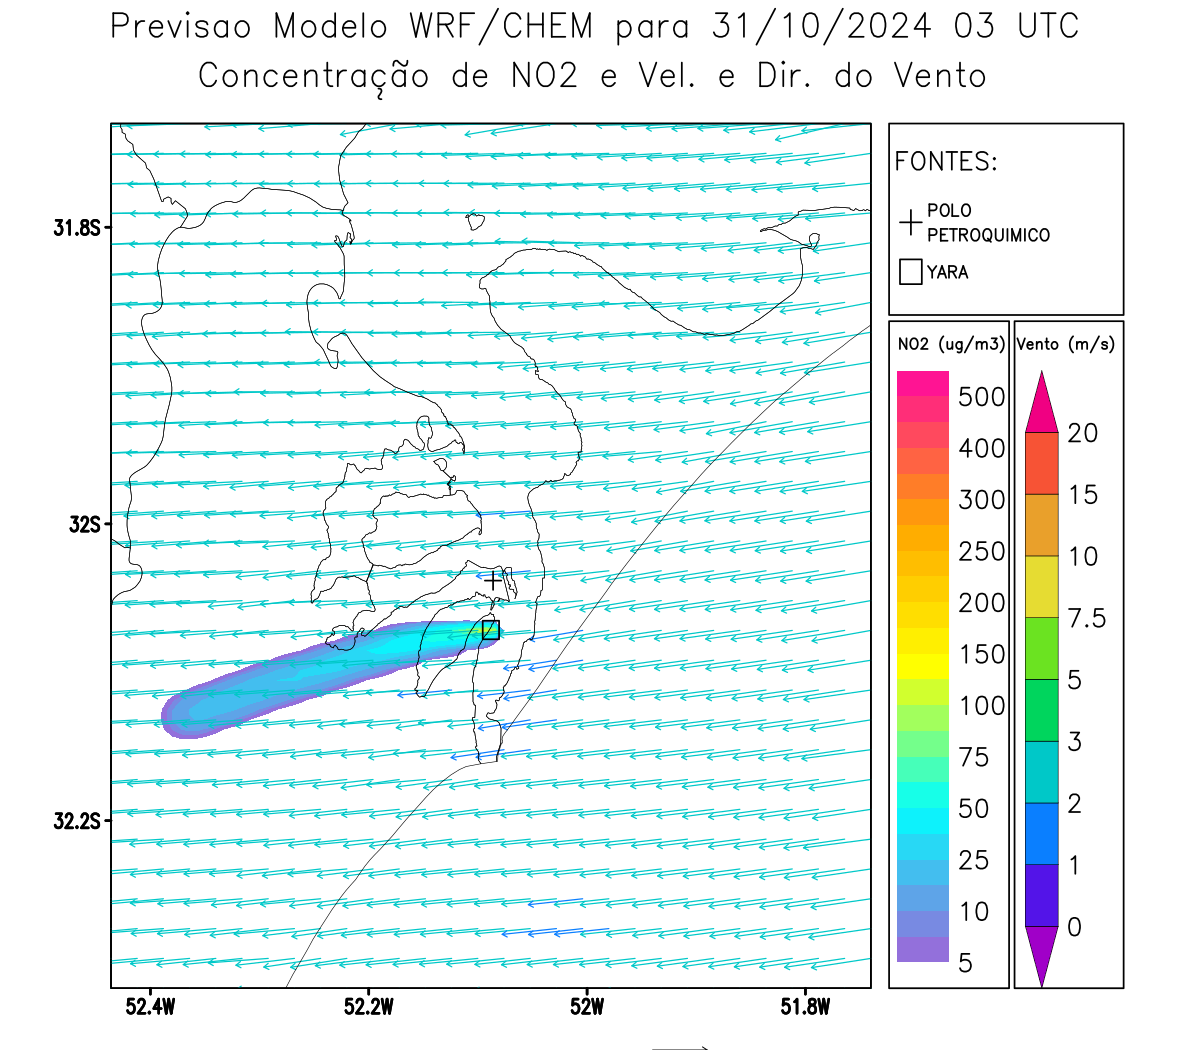 Previsao Modelo WRF/CHEM para 31/10/2024 03 UTC
Concentração de NO2 e Vel. e Dir. do Vento
FONTES:
POLO
PETROQUIMICO
YARA
NO2 (ug/m3)
500
400
300
250
200
150
100
75
50
25
10
5
Vento (m/s)
20
15
10
7.5
5
3
2
1
0
31.8S
32S
32.2S
52.4W
52.2W
52W
51.8W